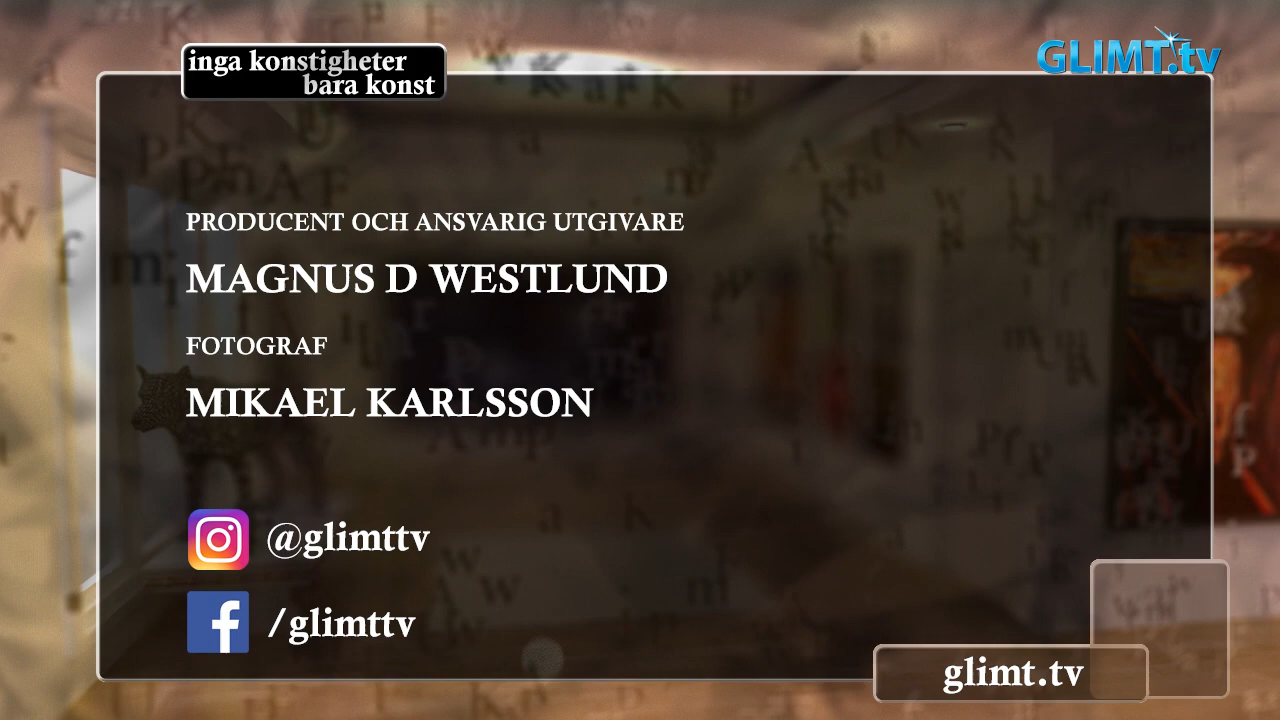 inga konstigheter
bara konst
GLIMT.tv
PRODUCENT OCH ANSVARIG UTGIVARE
MAGNUS D WESTLUND
FOTOGRAF
MIKAEL KARLSSON
@glimttv
/glimttv
glimt.tv